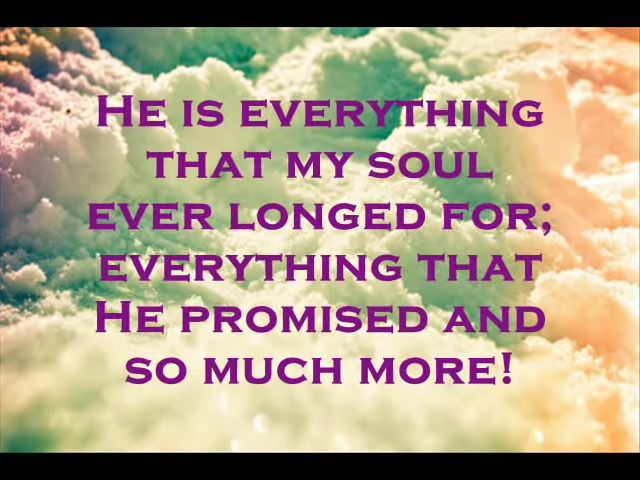 He is everything
that my soul
ever longed for;
everything that
He promised and
so much more!